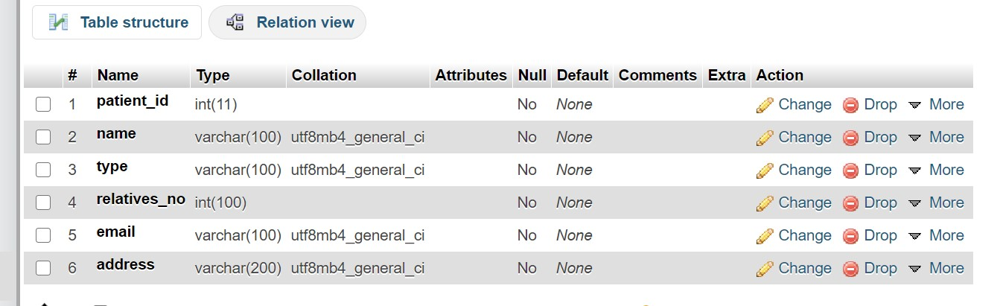 Table structure Relation view
# Name Type Collation Attributes Null Default Comments Extra Action
1 patient_id int(11) No None Change Drop More
2 name varchar(100) utf8mb4_general_ci No None Change Drop More
3 type varchar(100) utf8mb4_general_ci No None Change Drop More
4 relatives_no int(100) No None Change Drop More
5 email varchar(100) utf8mb4_general_ci No None Change Drop More
6 address varchar(200) utf8mb4_general_ci No None Change Drop More